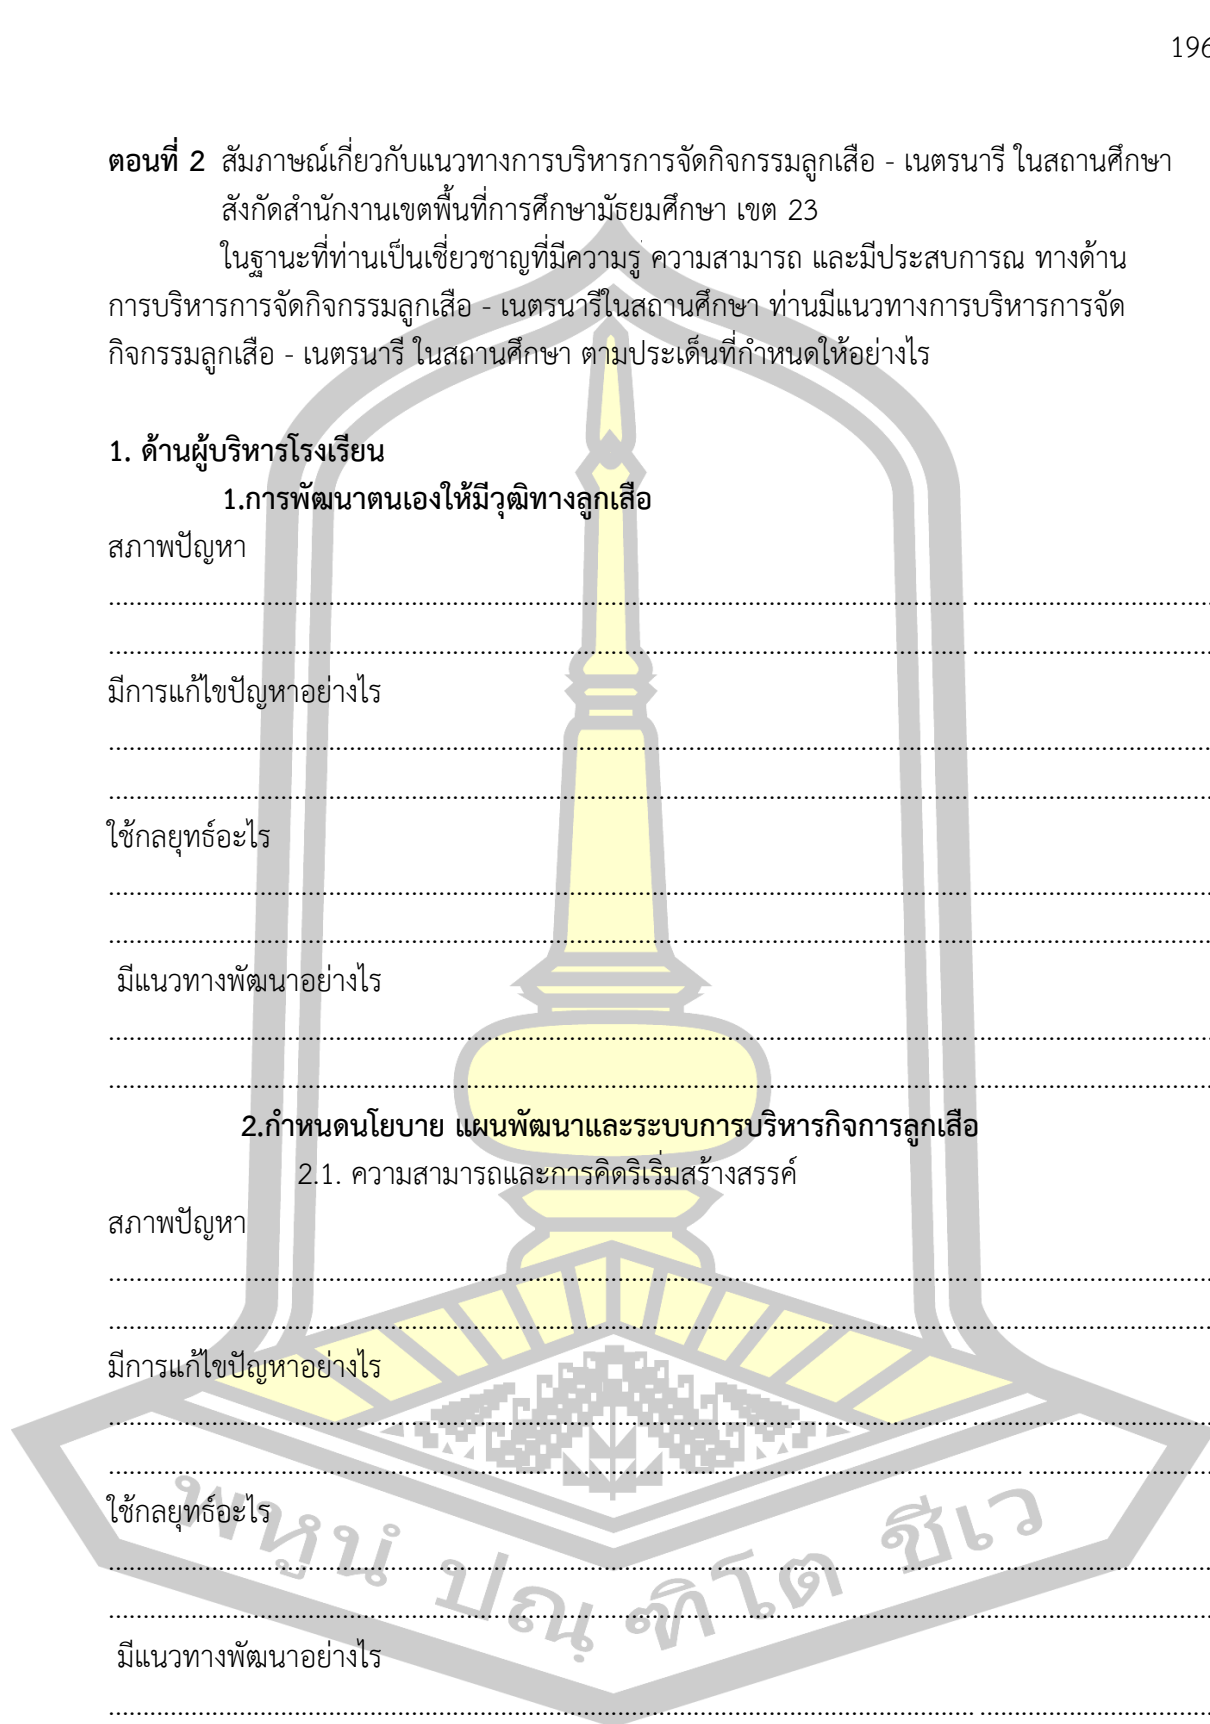 196
ตอนที่ 2 สัมภาษณ์เกี่ยวกับแนวทางการบริหารการจัดกิจกรรมลูกเสือ - เนตรนารี ในสถานศึกษา
สังกัดสำนักงานเขตพื้นที่การศึกษามัธยมศึกษา เขต 23
ในฐานะที่ท่านเป็นเชี่ยวชาญที่มีความรู้ ความสามารถ และมีประสบการณ ทางด้าน
การบริหารการจัดกิจกรรมลูกเสือ - เนตรนารีในสถานศึกษา ท่านมีแนวทางการบริหารการจัด
กิจกรรมลูกเสือ - เนตรนารี ในสถานศึกษา ตามประเด็นที่กำหนดให้อย่างไร
1. ด้านผู้บริหารโรงเรียน
1.การพัฒนาตนเองให้มีวุฒิทางลูกเสือ
สภาพปัญหา
มีการแก้ไขปัญหาอย่างไร
ใช้กลยุทธ์อะไร
มีแนวทางพัฒนาอย่างไร
2.กำหนดนโยบาย แผนพัฒนาและระบบการบริหารกิจการลูกเสือ
2.1. ความสามารถและการคิดริเริ่มสร้างสรรค์
สภาพปัญหา
มีการแก้ไขปัญหาอย่างไร
ใช้กลยุทธ์อะไร
พหูนํ ปณฺฑิโต ชีเว
มีแนวทางพัฒนาอย่างไร